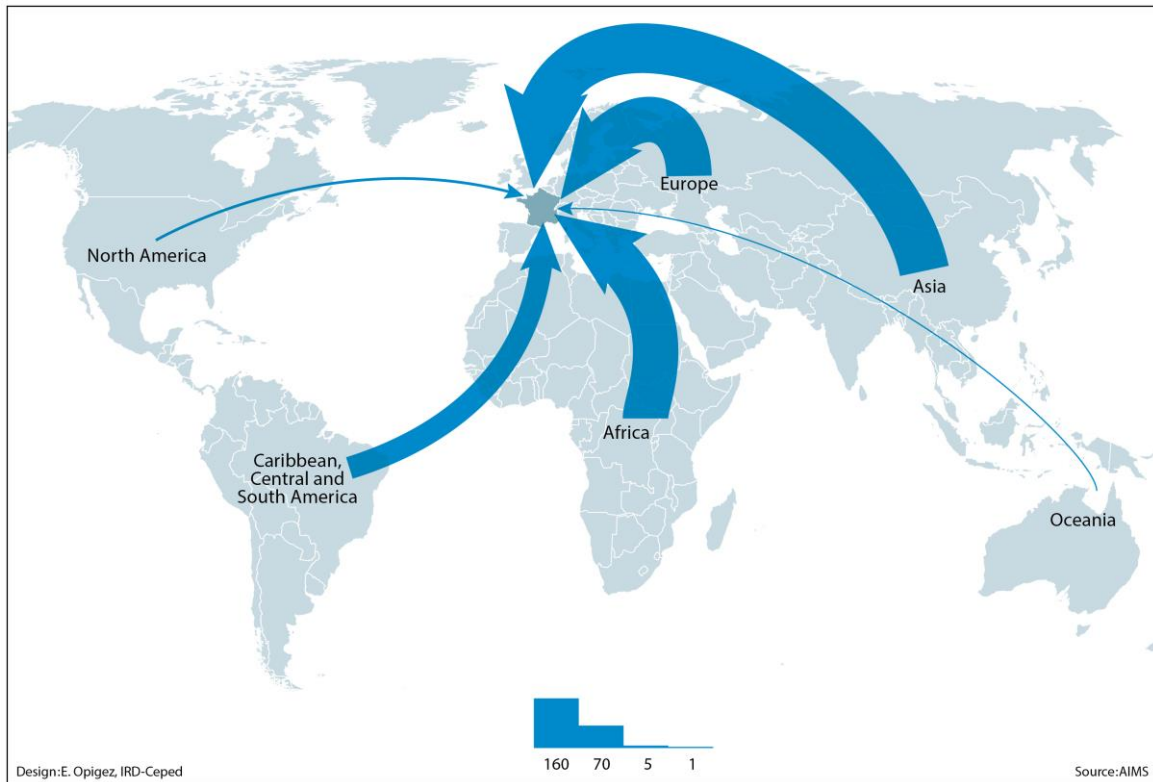 Europe
North America
Asia
Africa
Caribbean,
Central and
South America
Oceania
160 70 5 1
Design:E. Opigez, IRD-Ceped
Source:AIMS